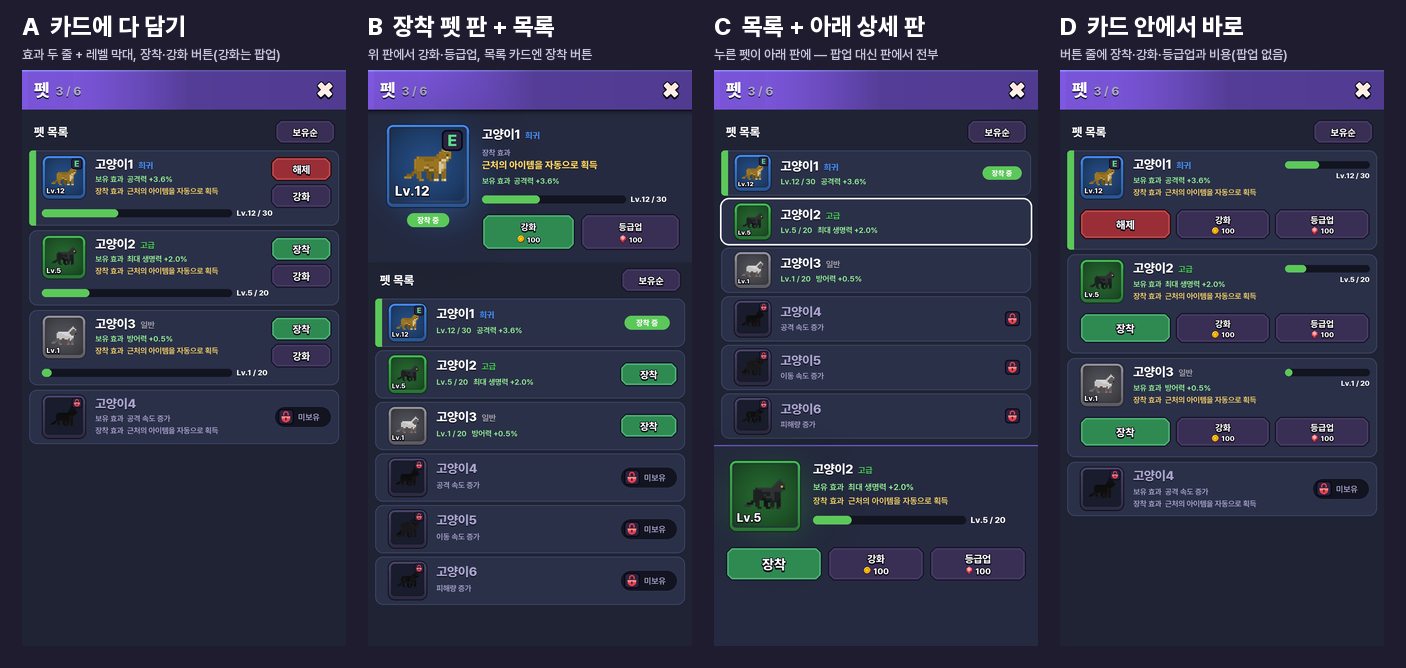 A 카드에 다 담기
효과 두 줄 + 레벨 막대, 장착·강화 버튼(강화는 팝업)
펫 3 / 6
펫 목록
보유순
E
Lv.12
고양이1 희귀
보유 효과 공격력 +3.6%
장착 효과 근처의 아이템을 자동으로 획득
해제
강화
Lv.12 / 30
Lv.5
고양이2 고급
보유 효과 최대 생명력 +2.0%
장착 효과 근처의 아이템을 자동으로 획득
장착
강화
Lv.5 / 20
Lv.1
고양이3 일반
보유 효과 방어력 +0.5%
장착 효과 근처의 아이템을 자동으로 획득
장착
강화
Lv.1 / 20
고양이4
보유 효과 공격 속도 증가
장착 효과 근처의 아이템을 자동으로 획득
미보유
B 장착 펫 판 + 목록
위 판에서 강화·등급업, 목록 카드엔 장착 버튼
펫 3 / 6
E
Lv.12
장착 중
고양이1 희귀
장착 효과
근처의 아이템을 자동으로 획득
보유 효과 공격력 +3.6%
Lv.12 / 30
강화
100
등급업
100
펫 목록
보유순
E
Lv.12
고양이1 희귀
Lv.12 / 30 공격력 +3.6%
장착 중
Lv.5
고양이2 고급
Lv.5 / 20 최대 생명력 +2.0%
장착
Lv.1
고양이3 일반
Lv.1 / 20 방어력 +0.5%
장착
고양이4
공격 속도 증가
미보유
고양이5
이동 속도 증가
미보유
고양이6
피해량 증가
미보유
C 목록 + 아래 상세 판
누른 펫이 아래 판에 — 팝업 대신 판에서 전부
펫 3 / 6
펫 목록
보유순
E
Lv.12
고양이1 희귀
Lv.12 / 30 공격력 +3.6%
장착 중
Lv.5
고양이2 고급
Lv.5 / 20 최대 생명력 +2.0%
Lv.1
고양이3 일반
Lv.1 / 20 방어력 +0.5%
고양이4
공격 속도 증가
고양이5
이동 속도 증가
고양이6
피해량 증가
Lv.5
고양이2 고급
보유 효과 최대 생명력 +2.0%
장착 효과 근처의 아이템을 자동으로 획득
Lv.5 / 20
장착
강화
100
등급업
100
D 카드 안에서 바로
버튼 줄에 장착·강화·등급업과 비용(팝업 없음)
펫 3 / 6
펫 목록
보유순
E
Lv.12
고양이1 희귀
보유 효과 공격력 +3.6%
장착 효과 근처의 아이템을 자동으로 획득
Lv.12 / 30
해제
강화
100
등급업
100
Lv.5
고양이2 고급
보유 효과 최대 생명력 +2.0%
장착 효과 근처의 아이템을 자동으로 획득
Lv.5 / 20
장착
강화
100
등급업
100
Lv.1
고양이3 일반
보유 효과 방어력 +0.5%
장착 효과 근처의 아이템을 자동으로 획득
Lv.1 / 20
장착
강화
100
등급업
100
고양이4
보유 효과 공격 속도 증가
장착 효과 근처의 아이템을 자동으로 획득
미보유